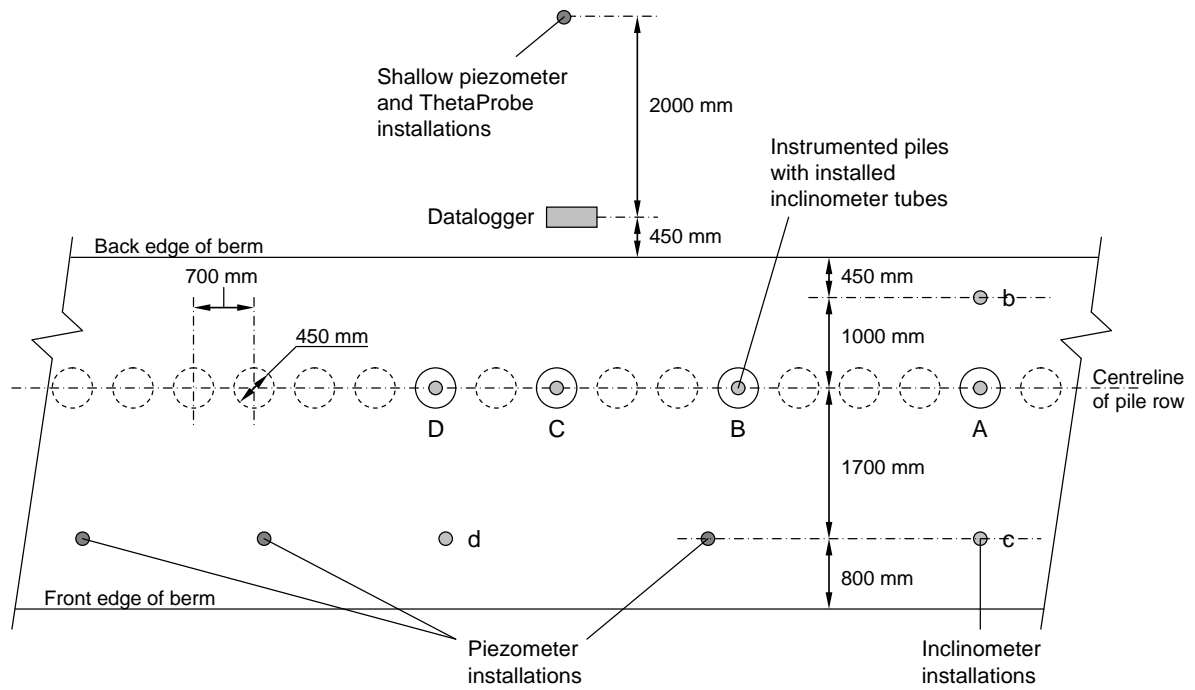 Shallow piezometer
and ThetaProbe
installations
2000 mm
Instrumented piles
with installed
inclinometer tubes
Datalogger
450 mm
Back edge of berm
700 mm
450 mm
b
1000 mm
450 mm
Centreline
of pile row
D
C
B
A
1700 mm
d
c
800 mm
Front edge of berm
Piezometer
installations
Inclinometer
installations